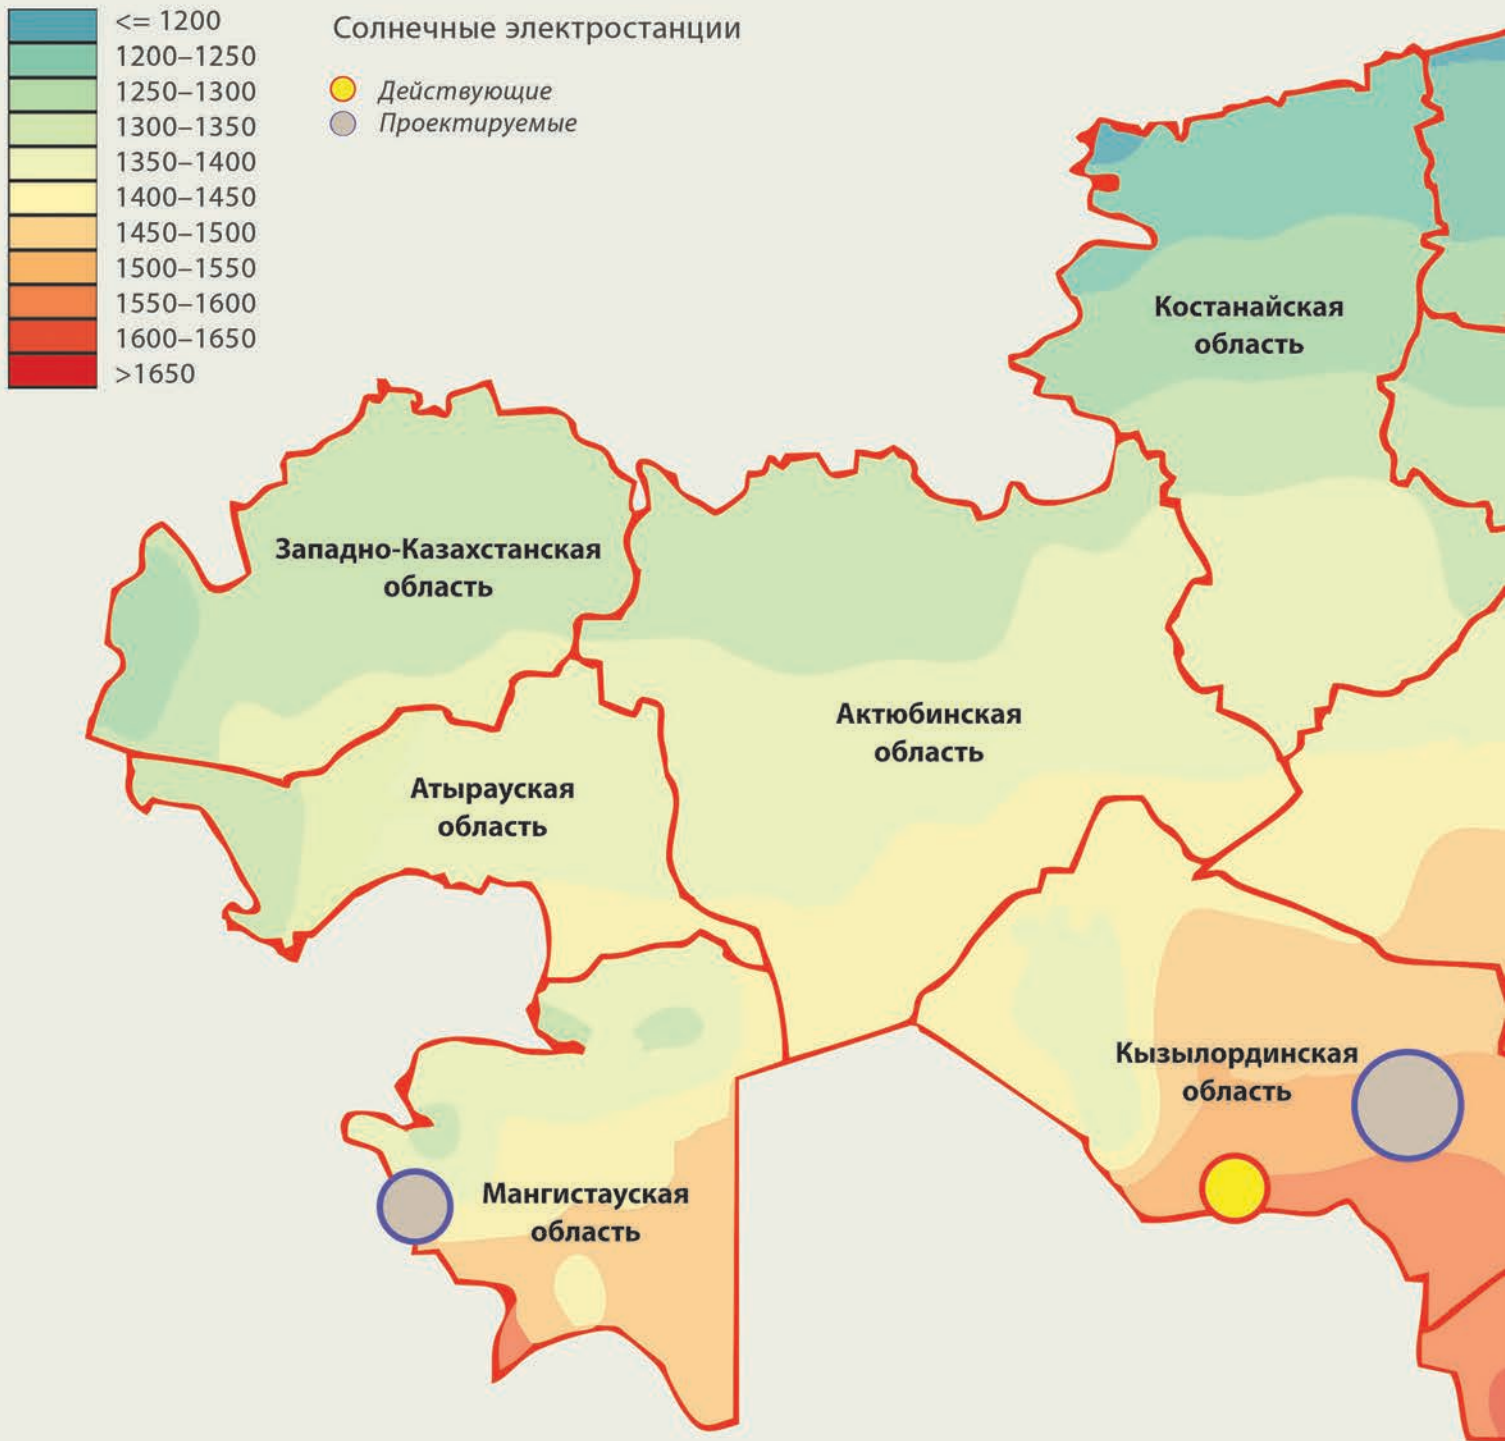 <= 1200
1200–1250
1250–1300
1300–1350
1350–1400
1400–1450
1450–1500
1500–1550
1550–1600
1600–1650
>1650
Солнечные электростанции
Действующие
Проектируемые
Костанайская
область
Западно-Казахстанская
область
Актюбинская
область
Атырауская
область
Кызылординская
область
Мангистауская
область